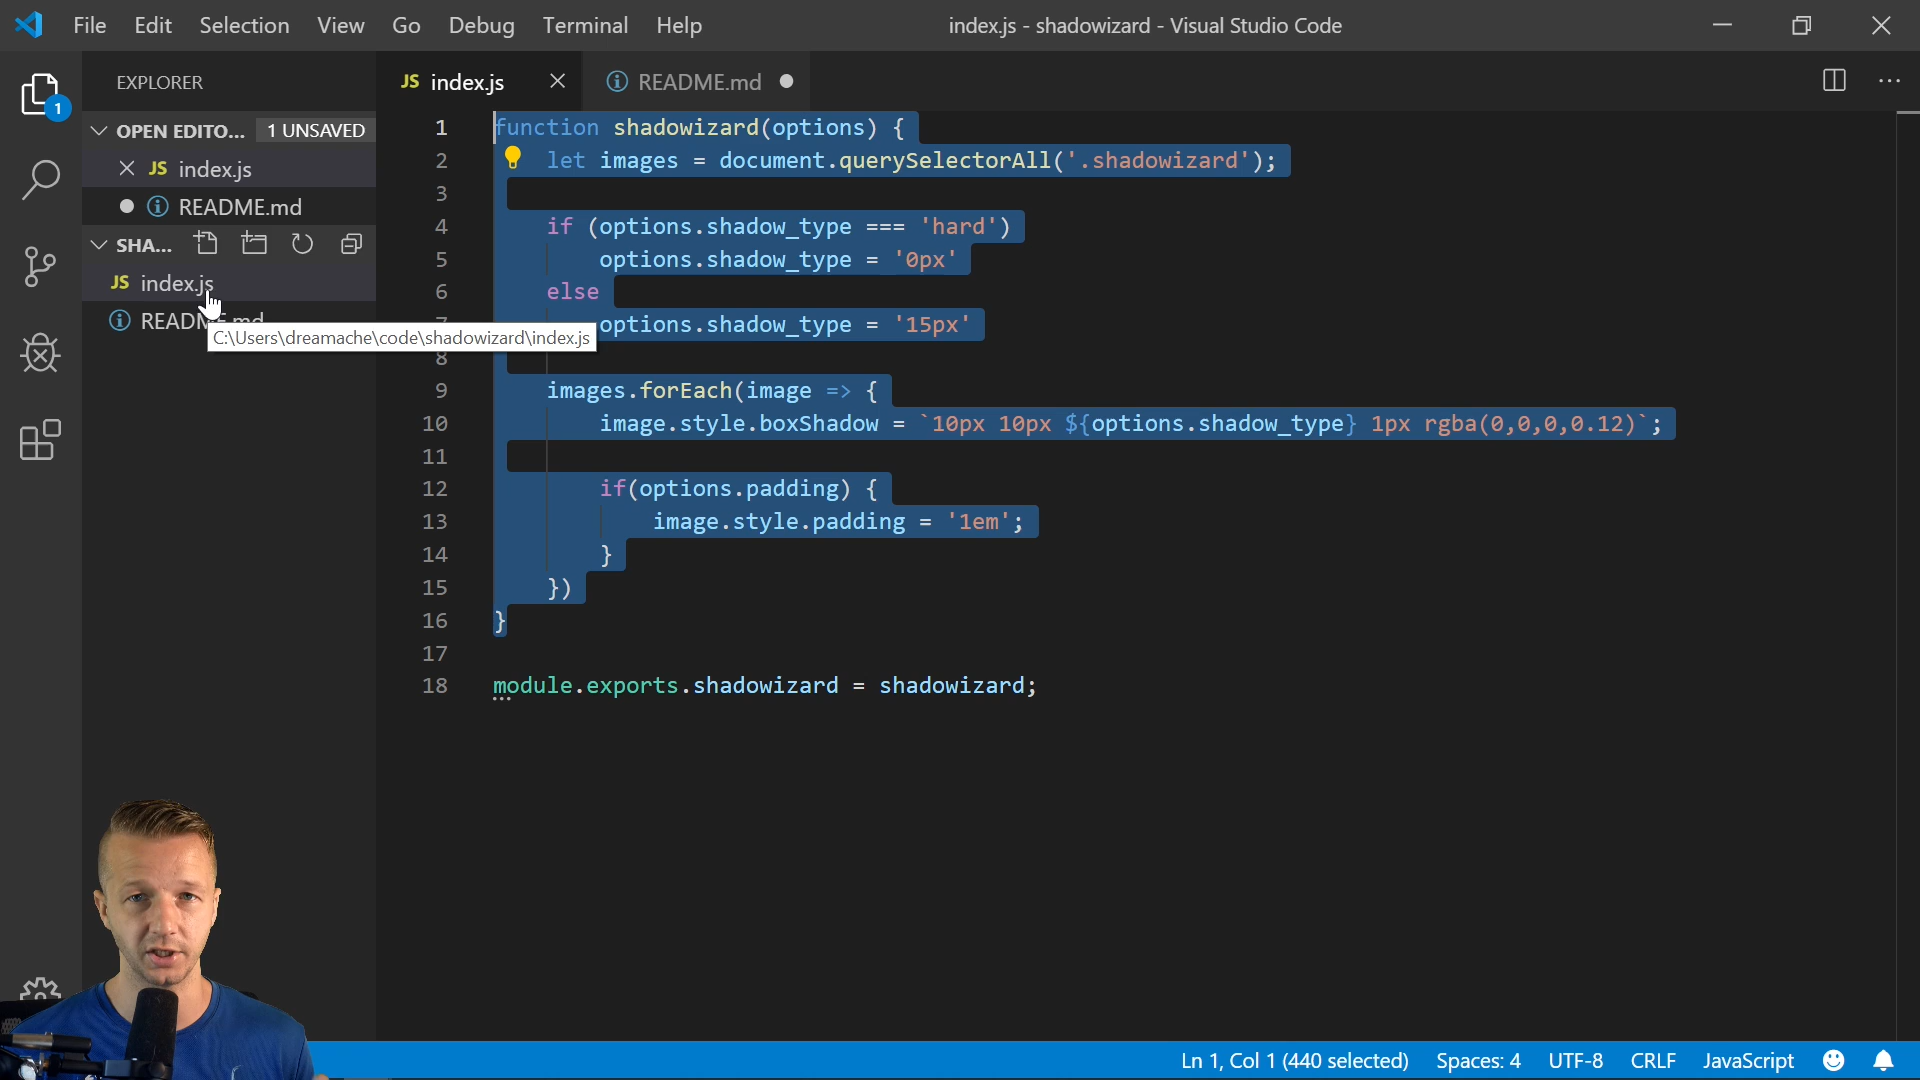 File Edit Selection View Go Debug Terminal Help
index.js - shadowizard - Visual Studio Code
EXPLORER
JS index.js
README.md
1
OPEN EDITO... 1 UNSAVED
JS index.js
README.md
SHA...
JS index.js
C:\Users\dreamache\code\shadowizard\index.js
1 function shadowizard(options) {
2 let images = document.querySelectorAll('.shadowizard');
3
4 if (options.shadow_type === 'hard')
5 options.shadow_type = '0px'
6 else
options.shadow_type = '15px'
8
9 images.forEach(image => {
10 image.style.boxShadow = `10px 10px ${options.shadow_type} 1px rgba(0,0,0,0.12)`;
11
12 if(options.padding) {
13 image.style.padding = '1em';
14 }
15 })
16 }
17
18 module.exports.shadowizard = shadowizard;
Ln 1, Col 1 (440 selected) Spaces: 4 UTF-8 CRLF JavaScript